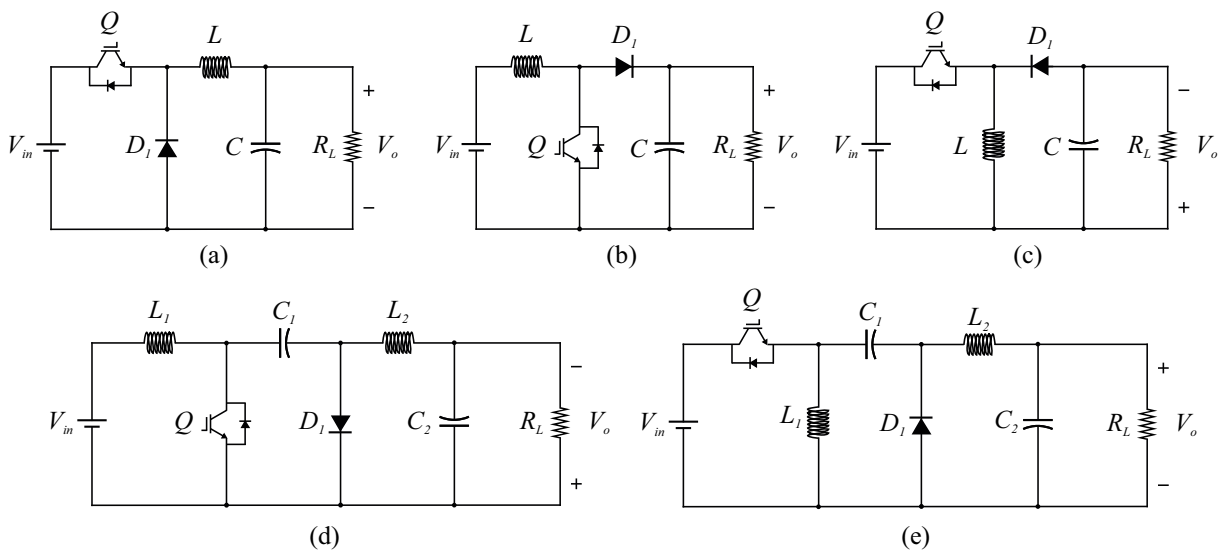 Q
L
+
V_in
D_1
C
R_L
V_o
−
(a)
L
D_1
+
V_in
Q
C
R_L
V_o
−
(b)
Q
D_1
−
V_in
L
C
R_L
V_o
+
(c)
L_1
C_1
L_2
−
V_in
Q
D_1
C_2
R_L
V_o
+
(d)
Q
C_1
L_2
+
V_in
L_1
D_1
C_2
R_L
V_o
−
(e)